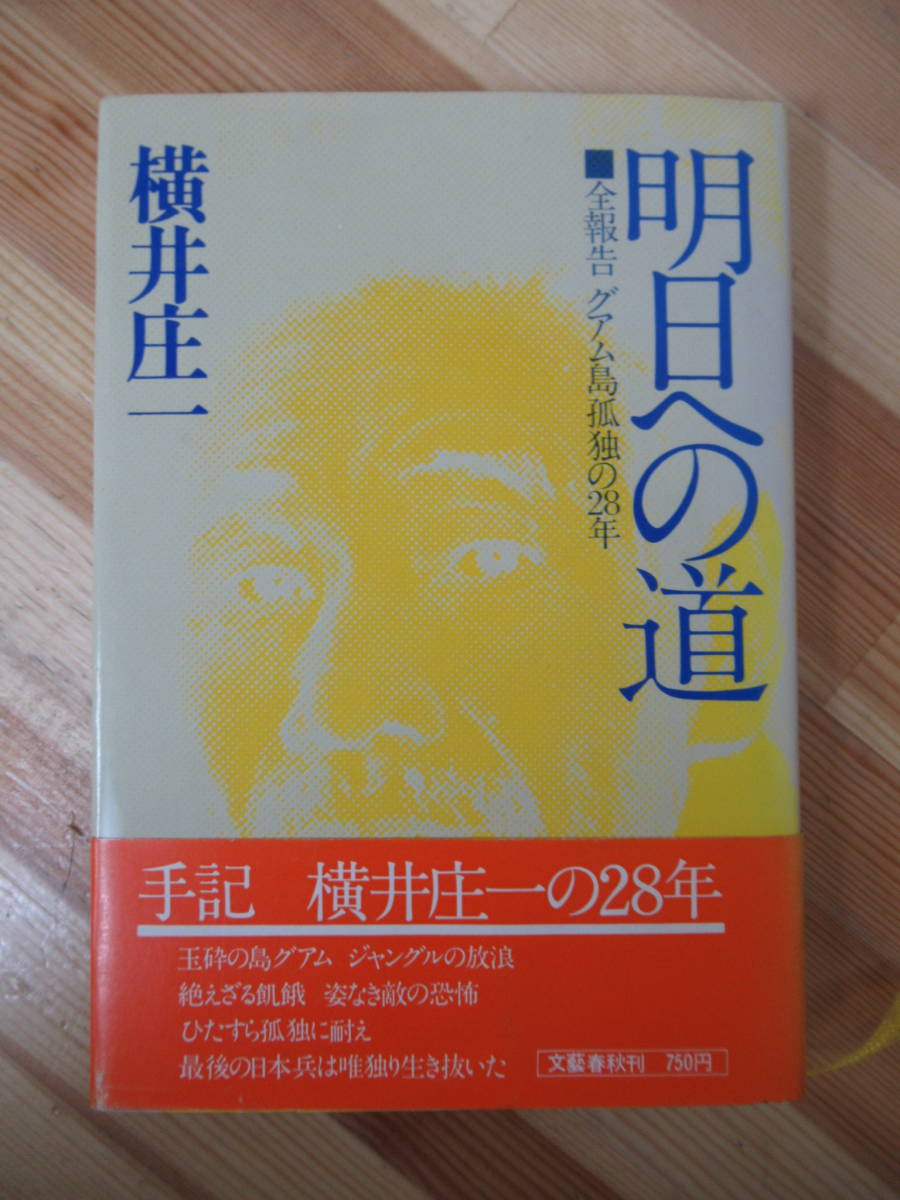 明日への道
■全報告 グアム島孤独の28年
横井庄一
手記 横井庄一の28年
玉砕の島グアム ジャングルの放浪
絶えざる飢餓 姿なき敵の恐怖
ひたすら孤独に耐え
最後の日本兵は唯独り生き抜いた
文藝春秋刊 750円